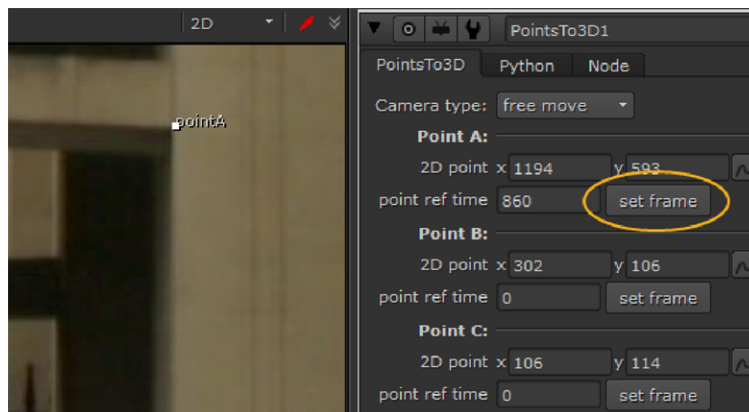 2D
pointA
PointsTo3D1
PointsTo3D Python Node
Camera type: free move
Point A:
2D point x 1194 y 593
point ref time 860 set frame
Point B:
2D point x 302 y 106
point ref time 0 set frame
Point C:
2D point x 106 y 114
point ref time 0 set frame